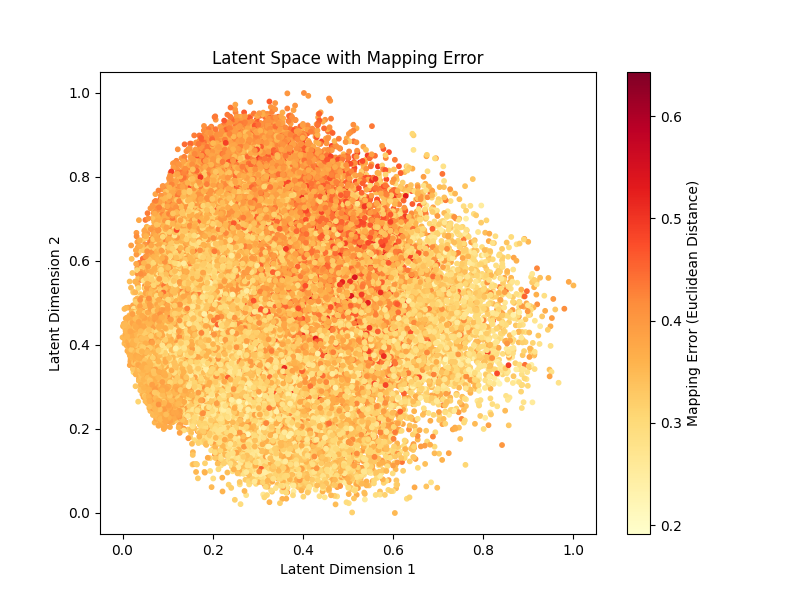 Latent Space with Mapping Error
1.0
0.8
0.6
0.4
0.2
0.0
Latent Dimension 2
0.0 0.2 0.4 0.6 0.8 1.0
Latent Dimension 1
0.6
0.5
0.4
0.3
0.2
Mapping Error (Euclidean Distance)